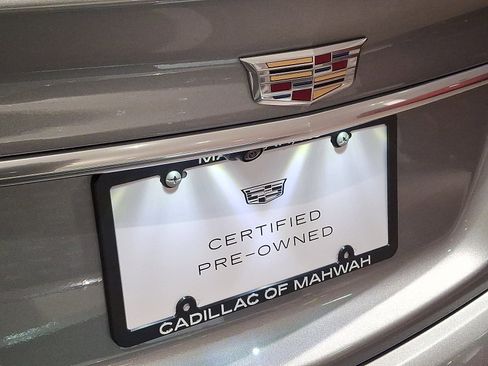 CERTIFIED
PRE-OWNED
CADILLAC OF MAHWAH